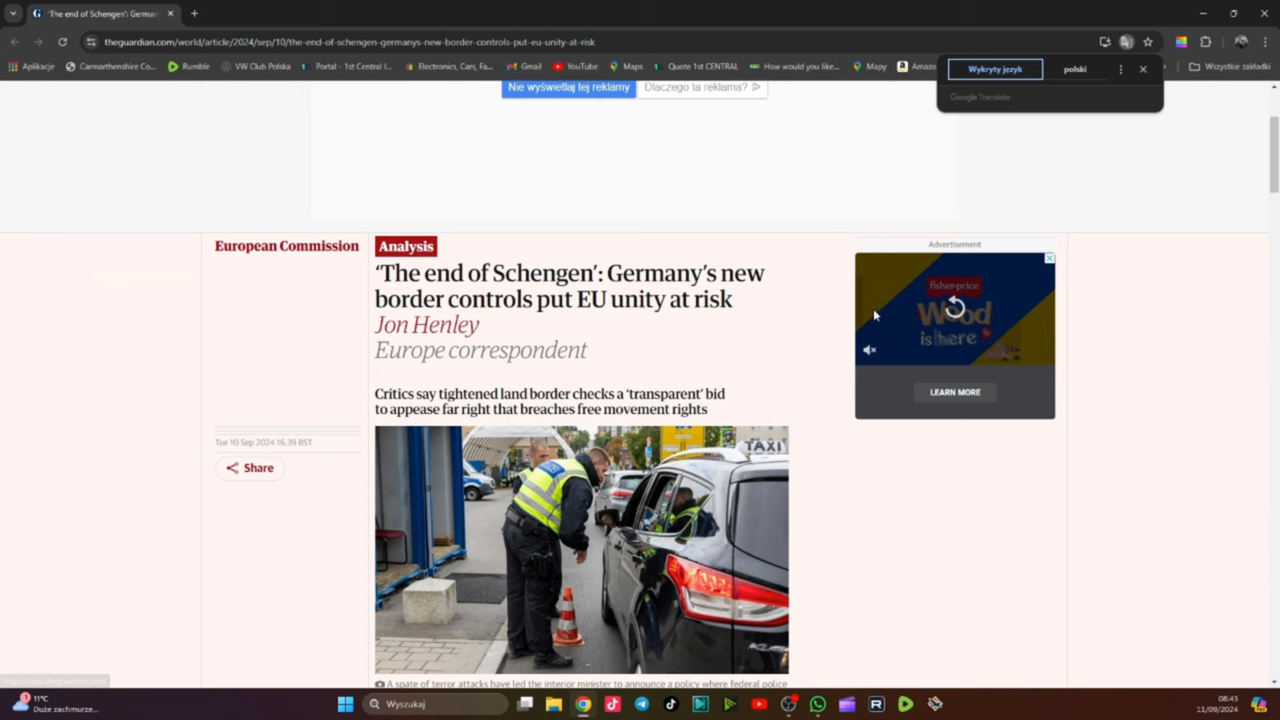 'The end of Schengen': Germa
theguardian.com/world/article/2024/sep/10/the-end-of-schengen-germanys-new-border-controls-put-eu-unity-at-risk
Aplikacje
Carmarthenshire Co...
Rumble
VW Club Polska
Portal - 1st Central I...
Electronics, Cars, Fa...
Gmail
YouTube
Maps
Quote 1st CENTRAL
How would you like...
Mapy
Amazo
Wszystkie zakładki
Wykryty język
polski
Google Translate
Nie wyświetlaj tej reklamy
Dlaczego ta reklama?
European Commission
Analysis
'The end of Schengen': Germany's new
border controls put EU unity at risk
Jon Henley
Europe correspondent
Critics say tightened land border checks a 'transparent' bid
to appease far right that breaches free movement rights
Tue 10 Sep 2024 16.39 BST
Share
Advertisement
fisher-price
Wood
is here
LEARN MORE
TAXI
A spate of terror attacks have led the interior minister to announce a policy where federal police
1
11°C
Duże zachmurze...
Wyszukaj
08:43
11/09/2024